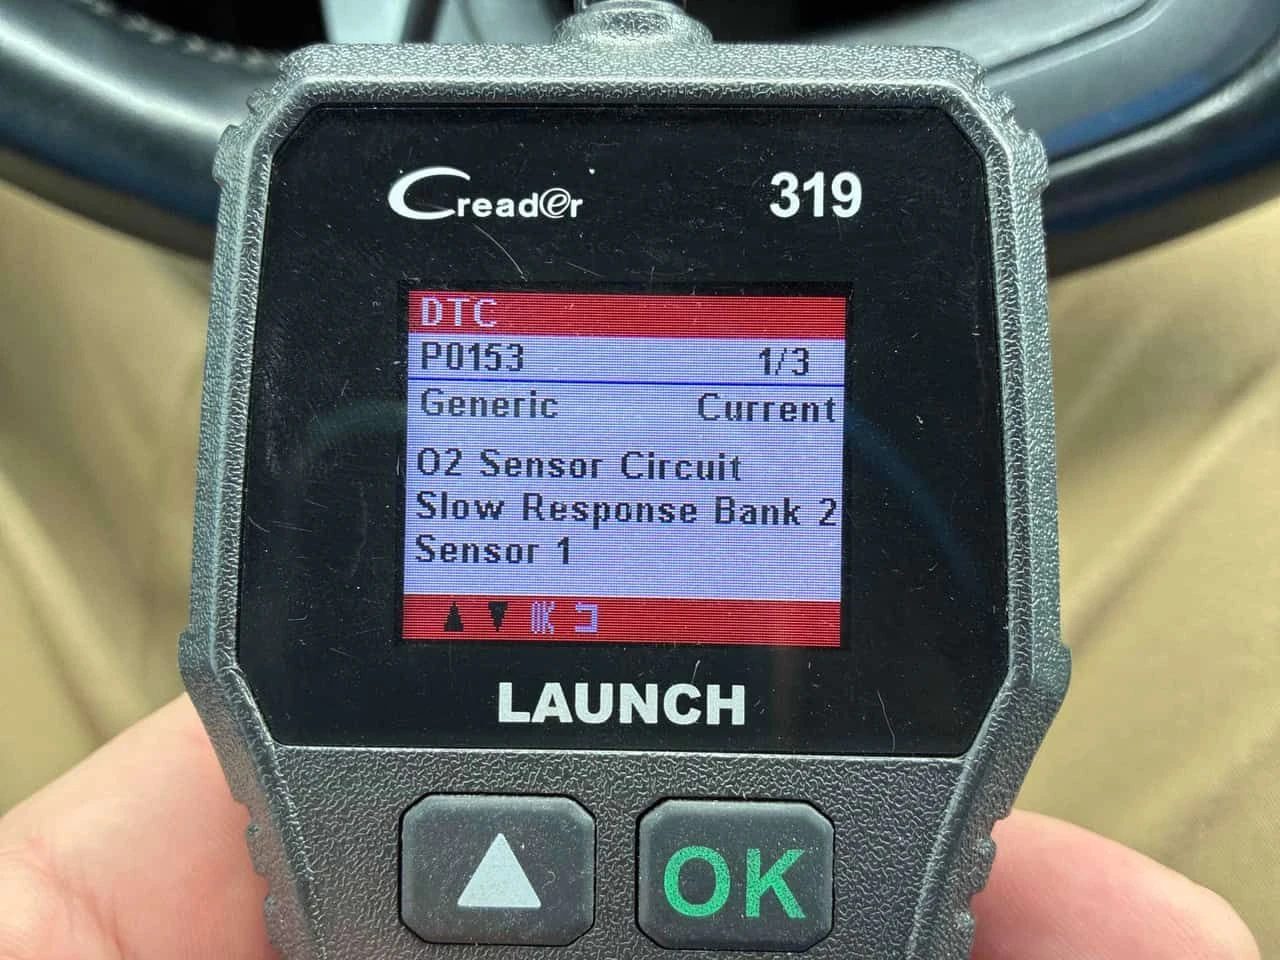 Creader 319
DTC
P0153 1/3
Generic Current
O2 Sensor Circuit
Slow Response Bank 2
Sensor 1
OK
LAUNCH
OK